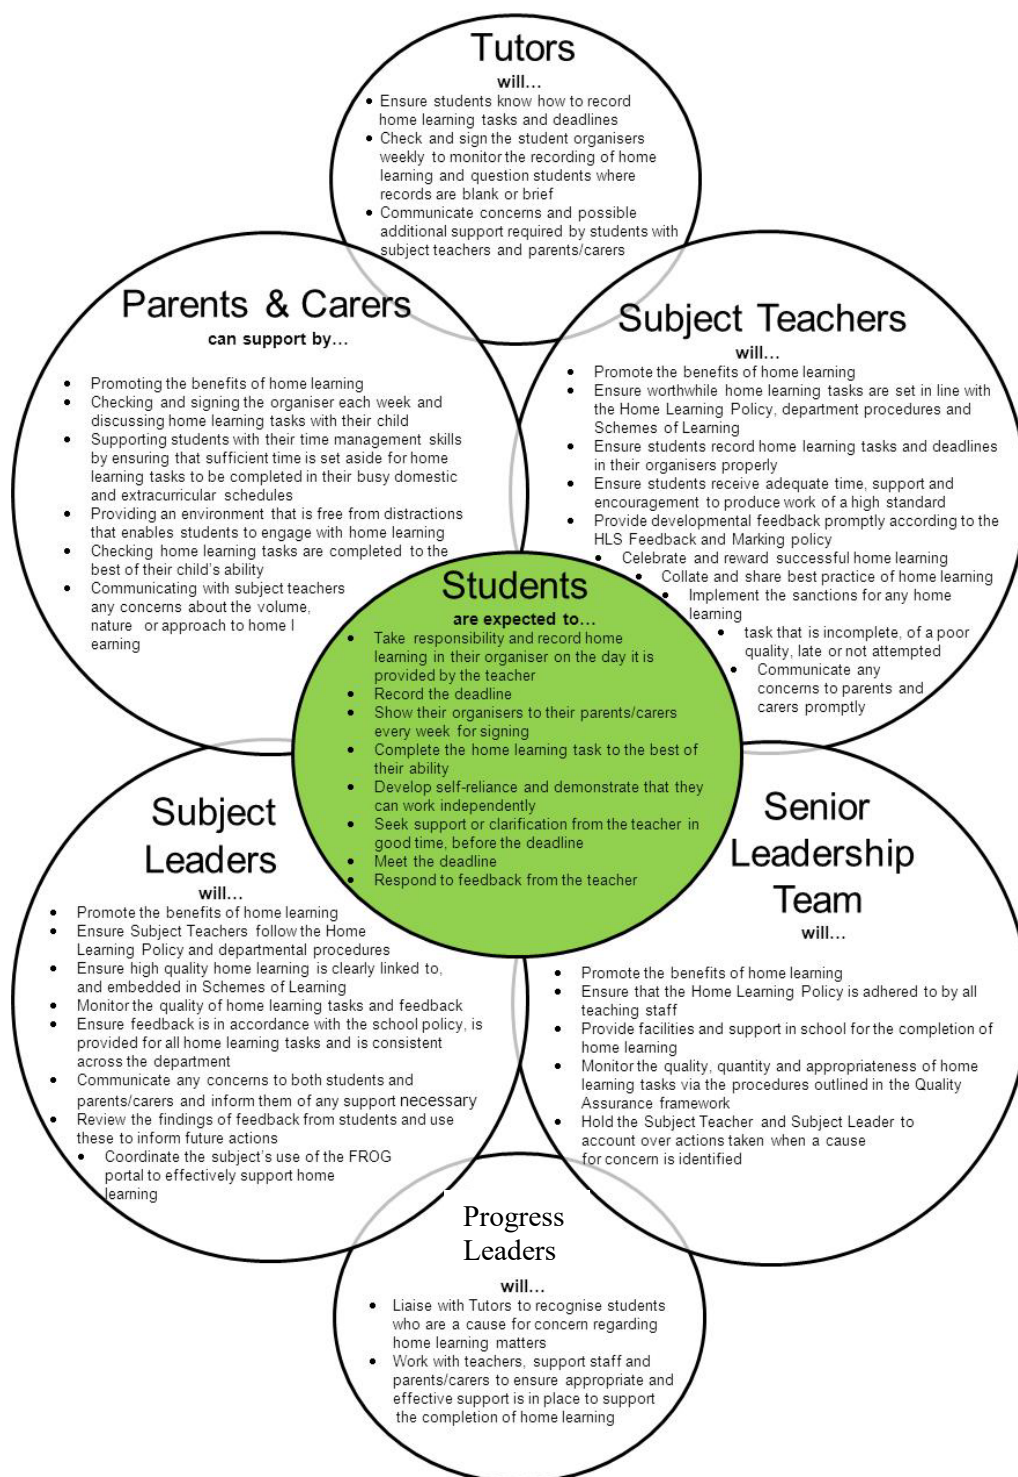 Tutors
will...
• Ensure students know how to record
home learning tasks and deadlines
• Check and sign the student organisers
weekly to monitor the recording of home
learning and question students where
records are blank or brief
• Communicate concerns and possible
additional support required by students with
subject teachers and parents/carers
Parents & Carers
can support by...
• Promoting the benefits of home learning
• Checking and signing the organiser each week and
discussing home learning tasks with their child
• Supporting students with their time management skills
by ensuring that sufficient time is set aside for home
learning tasks to be completed in their busy domestic
and extracurricular schedules
• Providing an environment that is free from distractions
that enables students to engage with home learning
• Checking home learning tasks are completed to the
best of their child's ability
• Communicating with subject teachers
any concerns about the volume,
nature or approach to home l
earning
Subject Teachers
will...
• Promote the benefits of home learning
• Ensure worthwhile home learning tasks are set in line with
the Home Learning Policy, department procedures and
Schemes of Learning
• Ensure students record home learning tasks and deadlines
in their organisers properly
• Ensure students receive adequate time, support and
encouragement to produce work of a high standard
• Provide developmental feedback promptly according to the
HLS Feedback and Marking policy
• Celebrate and reward successful home learning
• Collate and share best practice of home learning
• Implement the sanctions for any home
learning
• task that is incomplete, of a poor
quality, late or not attempted
• Communicate any
concerns to parents and
carers promptly
Students
are expected to...
• Take responsibility and record home
learning in their organiser on the day it is
provided by the teacher
• Record the deadline
• Show their organisers to their parents/carers
every week for signing
• Complete the home learning task to the best of
their ability
• Develop self-reliance and demonstrate that they
can work independently
• Seek support or clarification from the teacher in
good time, before the deadline
• Meet the deadline
• Respond to feedback from the teacher
Subject
Leaders
will...
• Promote the benefits of home learning
• Ensure Subject Teachers follow the Home
Learning Policy and departmental procedures
• Ensure high quality home learning is clearly linked to,
and embedded in Schemes of Learning
• Monitor the quality of home learning tasks and feedback
• Ensure feedback is in accordance with the school policy, is
provided for all home learning tasks and is consistent
across the department
• Communicate any concerns to both students and
parents/carers and inform them of any support necessary
• Review the findings of feedback from students and use
these to inform future actions
• Coordinate the subject's use of the FROG
portal to effectively support home
learning
Senior
Leadership
Team
will...
• Promote the benefits of home learning
• Ensure that the Home Learning Policy is adhered to by all
teaching staff
• Provide facilities and support in school for the completion of
home learning
• Monitor the quality, quantity and appropriateness of home
learning tasks via the procedures outlined in the Quality
Assurance framework
• Hold the Subject Teacher and Subject Leader to
account over actions taken when a cause
for concern is identified
Progress
Leaders
will...
• Liaise with Tutors to recognise students
who are a cause for concern regarding
home learning matters
• Work with teachers, support staff and
parents/carers to ensure appropriate and
effective support is in place to support
the completion of home learning